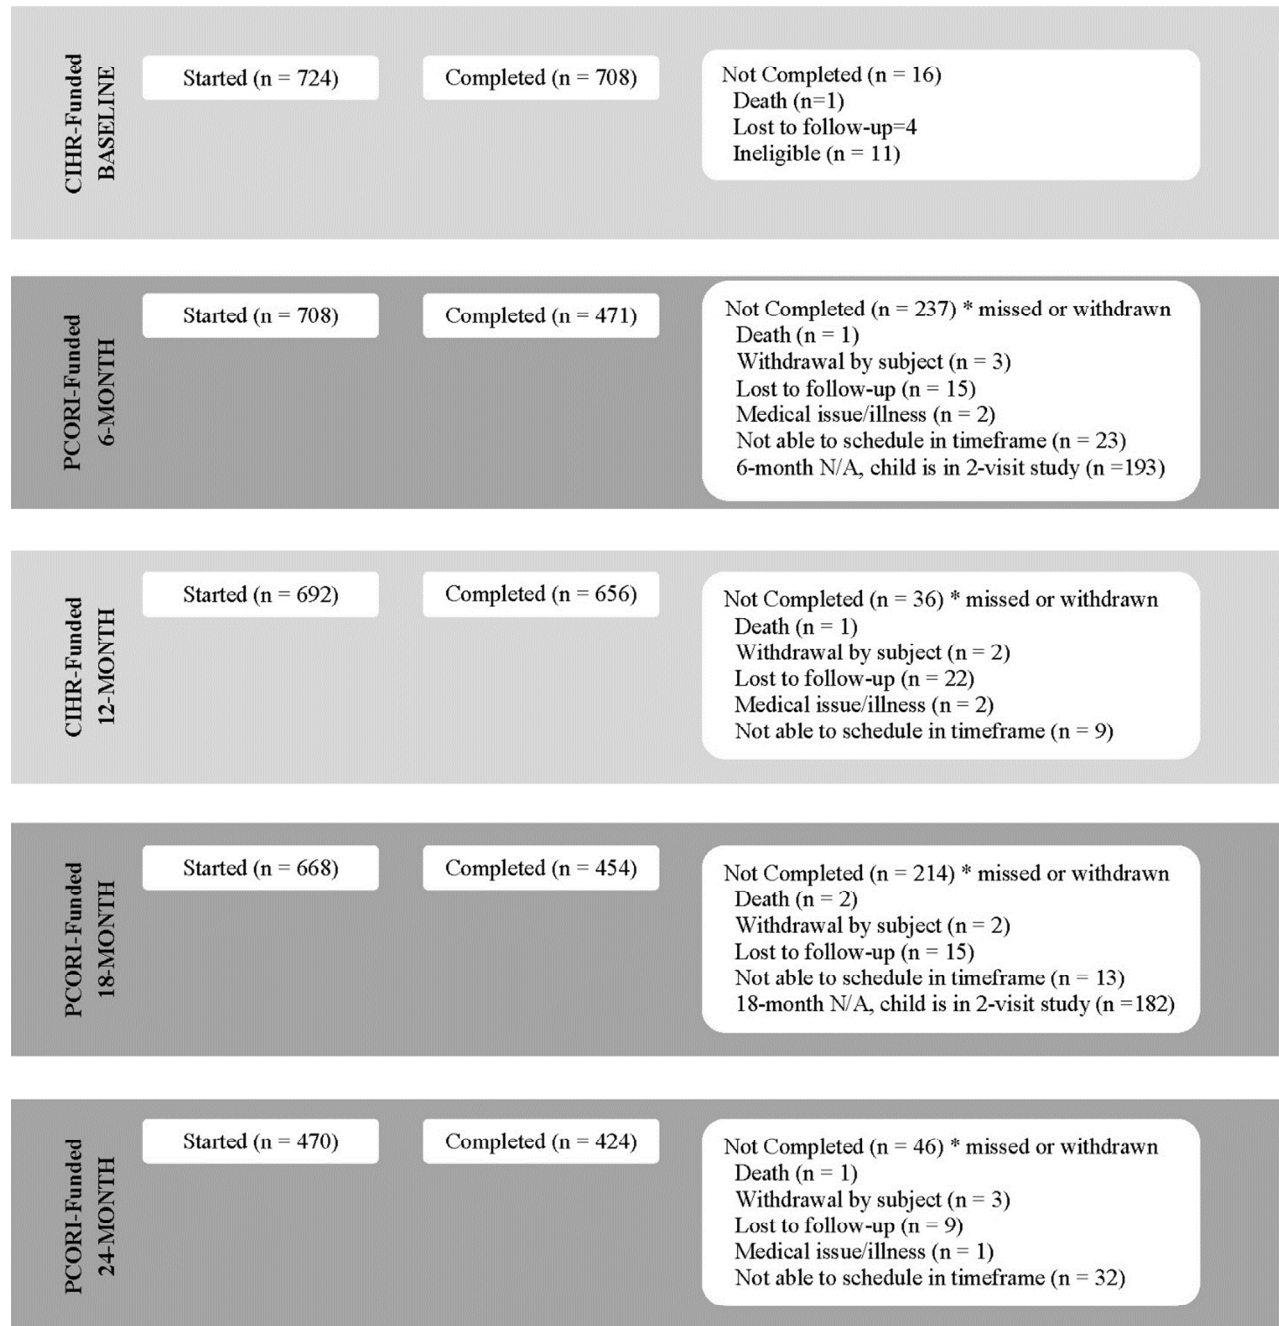 CIHR-Funded
BASELINE
Started (n = 724)
Completed (n = 708)
Not Completed (n = 16)
Death (n=1)
Lost to follow-up=4
Ineligible (n = 11)
PCORI-Funded
6-MONTH
Started (n = 708)
Completed (n = 471)
Not Completed (n = 237) * missed or withdrawn
Death (n = 1)
Withdrawal by subject (n = 3)
Lost to follow-up (n = 15)
Medical issue/illness (n = 2)
Not able to schedule in timeframe (n = 23)
6-month N/A, child is in 2-visit study (n =193)
CIHR-Funded
12-MONTH
Started (n = 692)
Completed (n = 656)
Not Completed (n = 36) * missed or withdrawn
Death (n = 1)
Withdrawal by subject (n = 2)
Lost to follow-up (n = 22)
Medical issue/illness (n = 2)
Not able to schedule in timeframe (n = 9)
PCORI-Funded
18-MONTH
Started (n = 668)
Completed (n = 454)
Not Completed (n = 214) * missed or withdrawn
Death (n = 2)
Withdrawal by subject (n = 2)
Lost to follow-up (n = 15)
Not able to schedule in timeframe (n = 13)
18-month N/A, child is in 2-visit study (n =182)
PCORI-Funded
24-MONTH
Started (n = 470)
Completed (n = 424)
Not Completed (n = 46) * missed or withdrawn
Death (n = 1)
Withdrawal by subject (n = 3)
Lost to follow-up (n = 9)
Medical issue/illness (n = 1)
Not able to schedule in timeframe (n = 32)